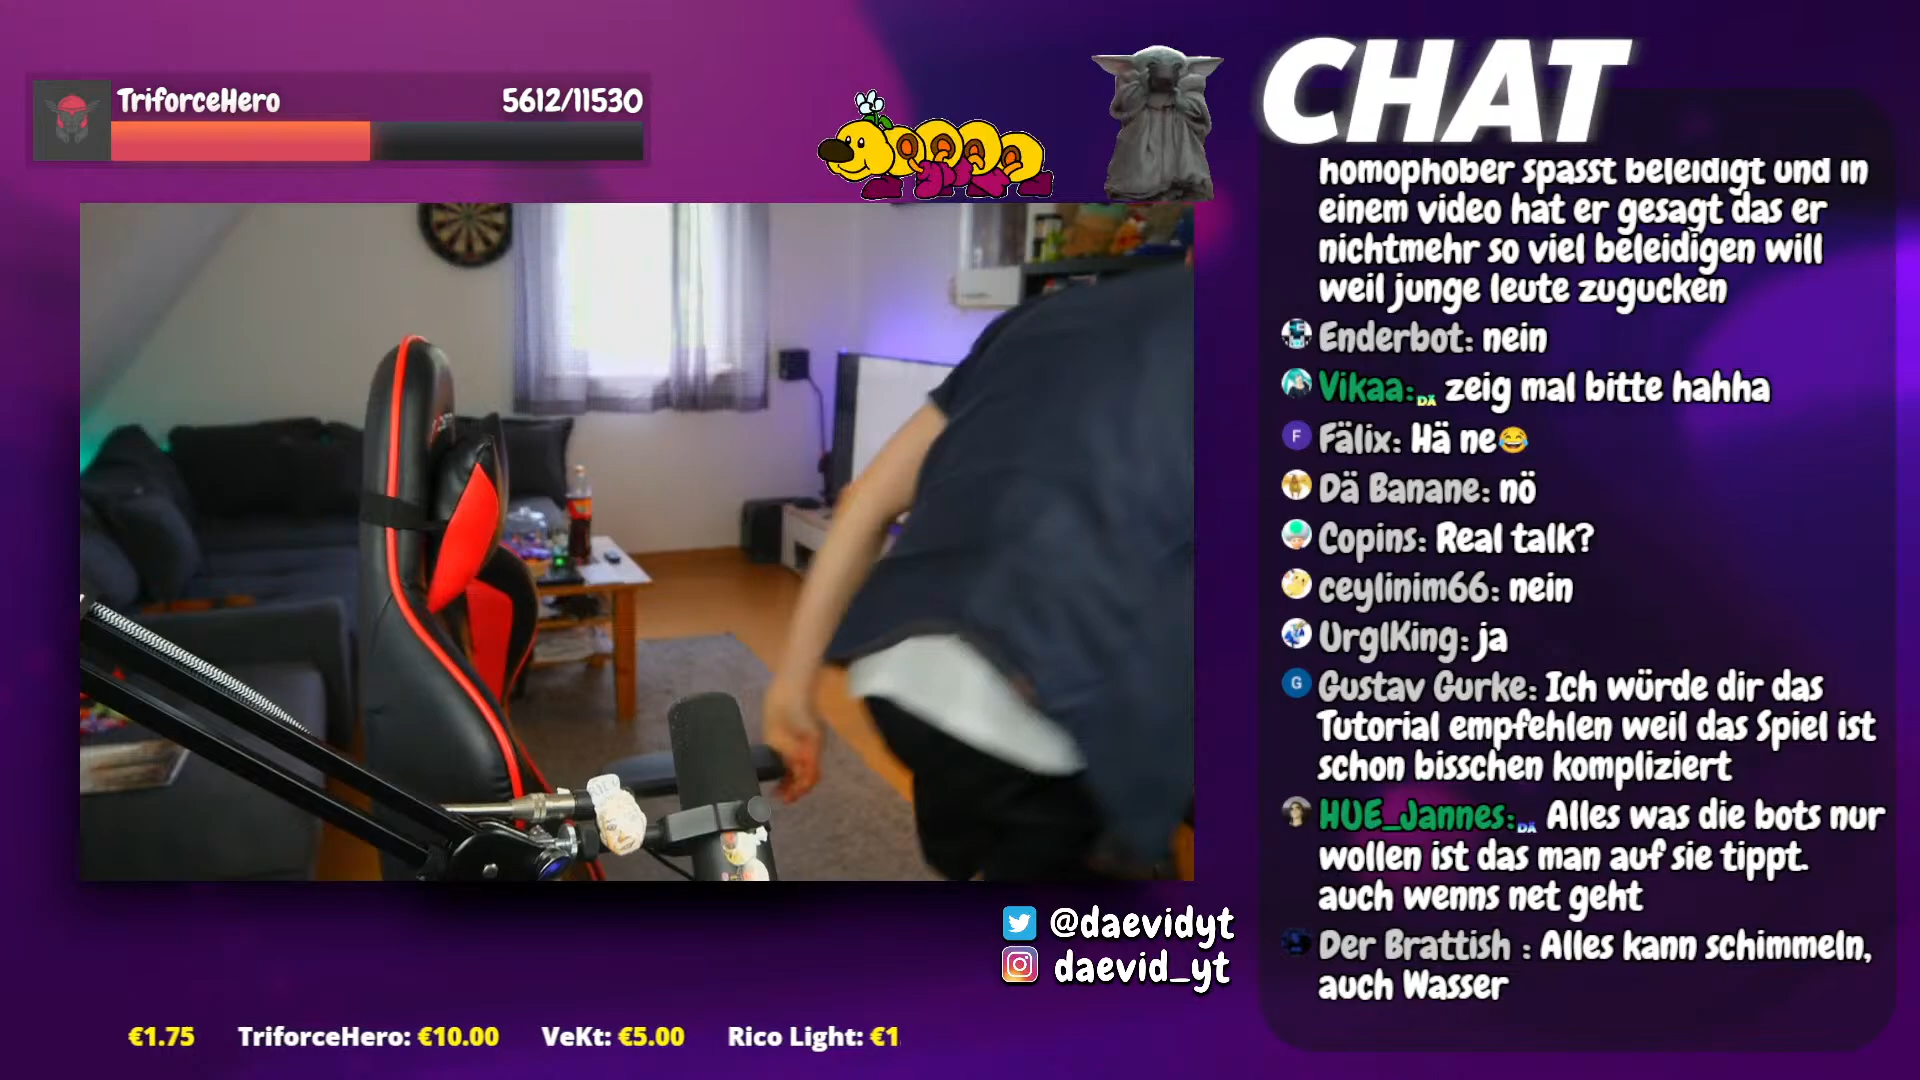 CHAT
TriforceHero 5612/11530
homophober spasst beleidigt und in
einem video hat er gesagt das er
nichtmehr so viel beleidigen will
weil junge leute zugucken
Enderbot: nein
Vikaa: DÄ zeig mal bitte hahha
F Fälix: Hä ne😂
Dä Banane: nö
Copins: Real talk?
ceylinim66: nein
UrglKing: ja
G Gustav Gurke: Ich würde dir das
Tutorial empfehlen weil das Spiel ist
schon bisschen kompliziert
HUE_Jannes: DÄ Alles was die bots nur
wollen ist das man auf sie tippt.
auch wenns net geht
Der Brattish : Alles kann schimmeln,
auch Wasser
@daevidyt
daevid_yt
€1.75 TriforceHero: €10.00 VeKt: €5.00 Rico Light: €1